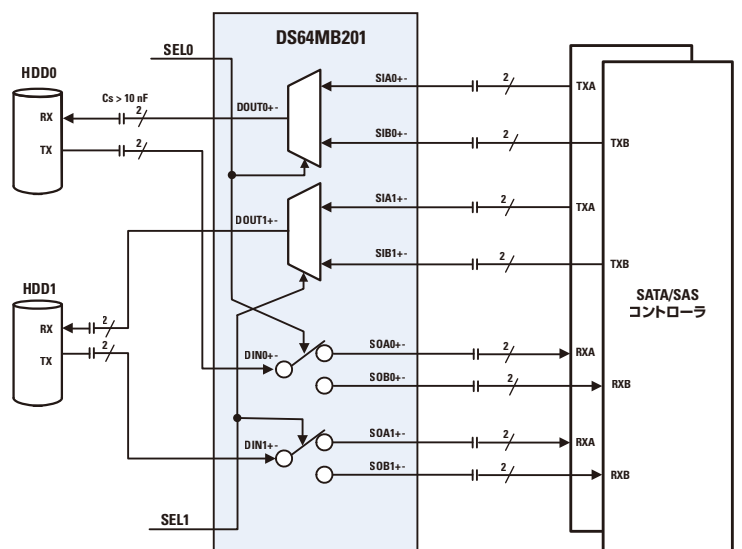 DS64MB201
SEL0
HDD0
Cs > 10 nF
2
DOUT0+-
SIA0+-
2
TXA
RX
TX
2
SIB0+-
2
TXB
SIA1+-
2
TXA
DOUT1+-
SIB1+-
2
TXB
HDD1
SATA/SAS
コントローラ
RX
2
TX
2
DIN0+-
SOA0+-
2
RXA
SOB0+-
2
RXB
DIN1+-
SOA1+-
2
RXA
SOB1+-
2
RXB
SEL1